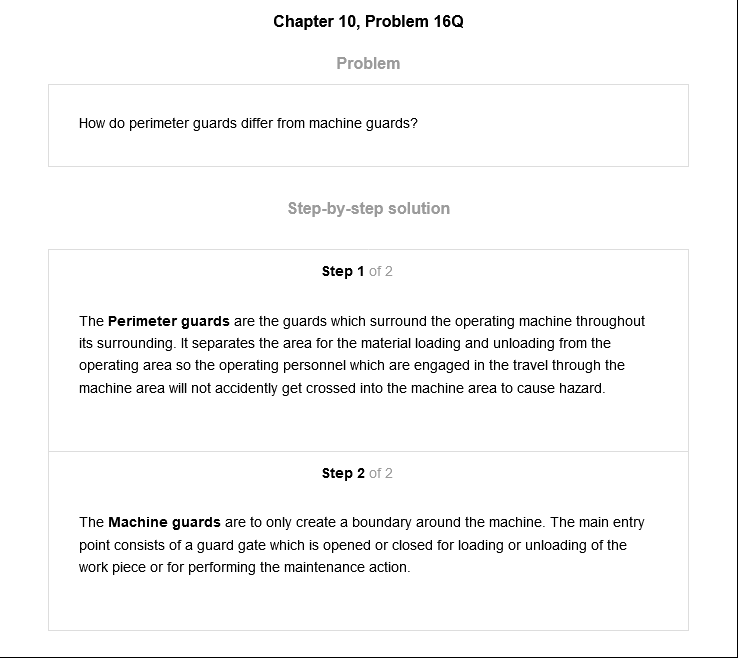 Chapter 10, Problem 16Q
Problem
How do perimeter guards differ from machine guards?
Step-by-step solution
Step 1 of 2
The Perimeter guards are the guards which surround the operating machine throughout
its surrounding. It separates the area for the material loading and unloading from the
operating area so the operating personnel which are engaged in the travel through the
machine area will not accidently get crossed into the machine area to cause hazard.
Step 2 of 2
The Machine guards are to only create a boundary around the machine. The main entry
point consists of a guard gate which is opened or closed for loading or unloading of the
work piece or for performing the maintenance action.